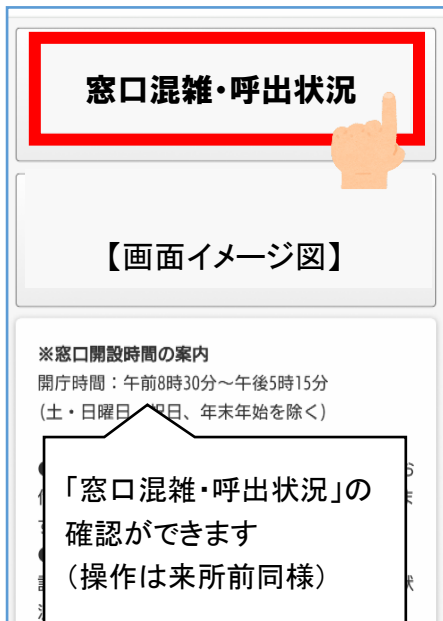 窓口混雑・呼出状況
【画面イメージ図】
※窓口開設時間の案内
開庁時間：午前8時30分～午後5時15分
(土・日曜日、祝日、年末年始を除く)
「窓口混雑・呼出状況」の
確認ができます
（操作は来所前同様）